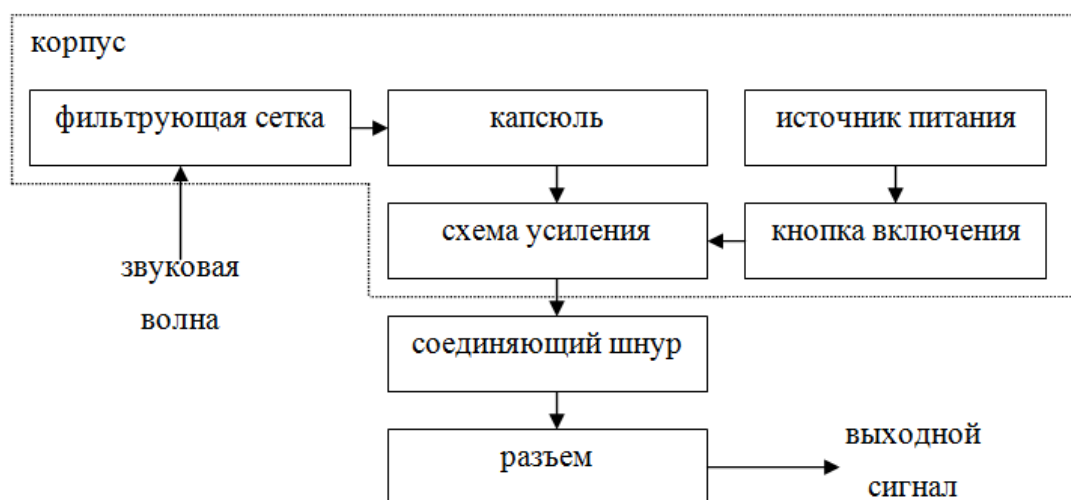 корпус
фильтрующая сетка
капсюль
источник питания
схема усиления
кнопка включения
звуковая
волна
соединяющий шнур
разъем
выходной
сигнал